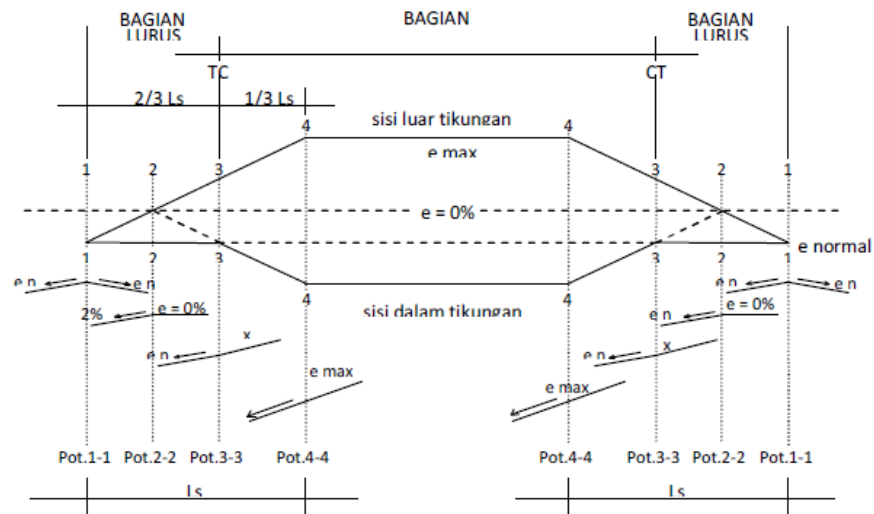 BAGIAN LURUS
BAGIAN
BAGIAN LURUS
TC
CT
2/3 Ls
1/3 Ls
4
sisi luar tikungan
4
e max
1
2
3
3
2
1
e = 0%
e normal
1
2
3
3
2
1
e n
e n
e n
e n
4
4
2%
e = 0%
sisi dalam tikungan
e n
e = 0%
e n
x
e n
x
e max
e max
Pot.1-1
Pot.2-2
Pot.3-3
Pot.4-4
Pot.4-4
Pot.3-3
Pot.2-2
Pot.1-1
Ls
Ls